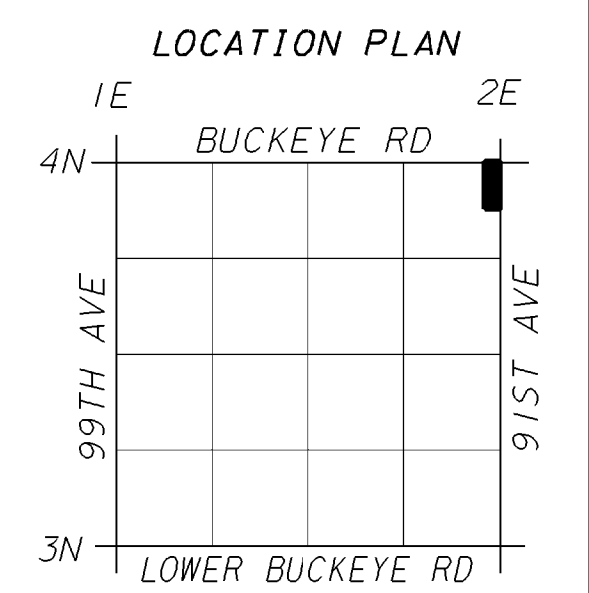 LOCATION PLAN
1E
2E
BUCKEYE RD
4N
99TH AVE
91ST AVE
3N
LOWER BUCKEYE RD